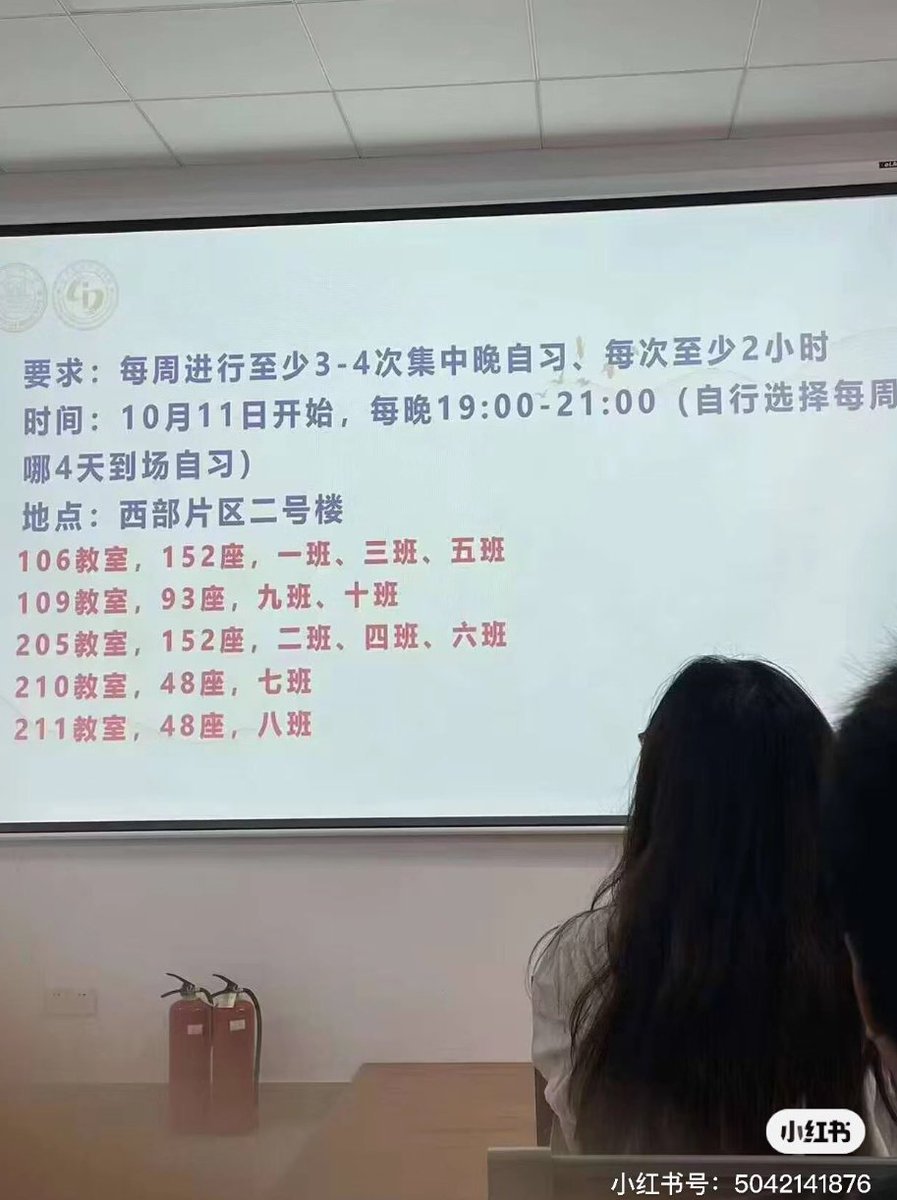 要求：每周进行至少3-4次集中晚自习、每次至少2小时
时间：10月11日开始，每晚19:00-21:00（自行选择每周
哪4天到场自习）
地点：西部片区二号楼
106教室，152座，一班、三班、五班
109教室，93座，九班、十班
205教室，152座，二班、四班、六班
210教室，48座，七班
211教室，48座，八班
小红书
小红书号：5042141876